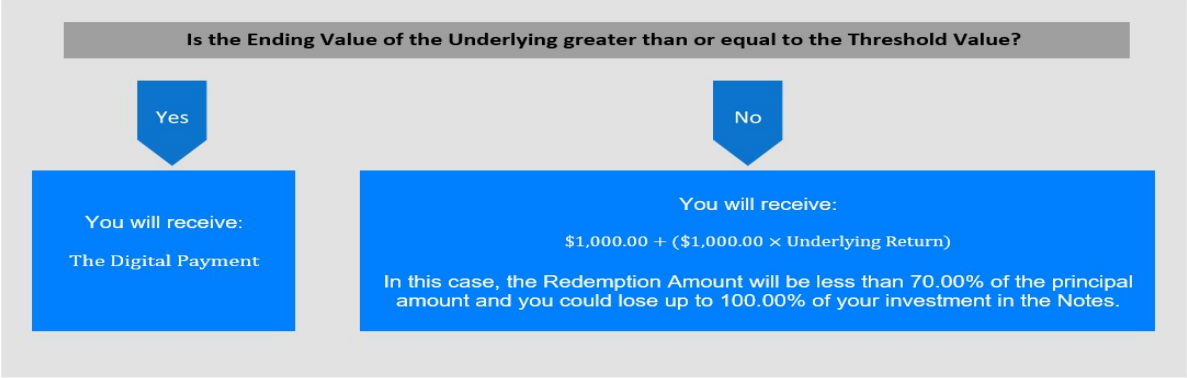 Is the Ending Value of the Underlying greater than or equal to the Threshold Value?
Yes
No
You will receive:
The Digital Payment
You will receive:
$1,000.00 + ($1,000.00 × Underlying Return)
In this case, the Redemption Amount will be less than 70.00% of the principal
amount and you could lose up to 100.00% of your investment in the Notes.